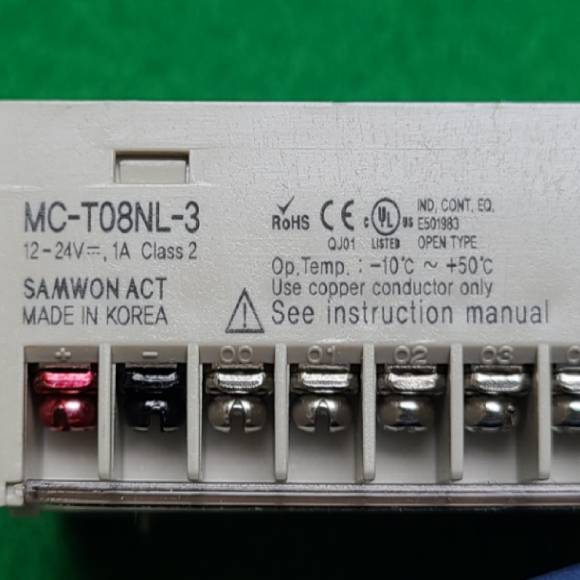 MC-T08NL-3
12-24V⎓, 1A Class 2
SAMWON ACT
MADE IN KOREA
RoHS CE c UL us IND, CONT, EQ,
E501983
QJ01 LISTED OPEN TYPE
Op.Temp. : -10℃ ~ +50℃
Use copper conductor only
See instruction manual
+ - 00 01 02 03